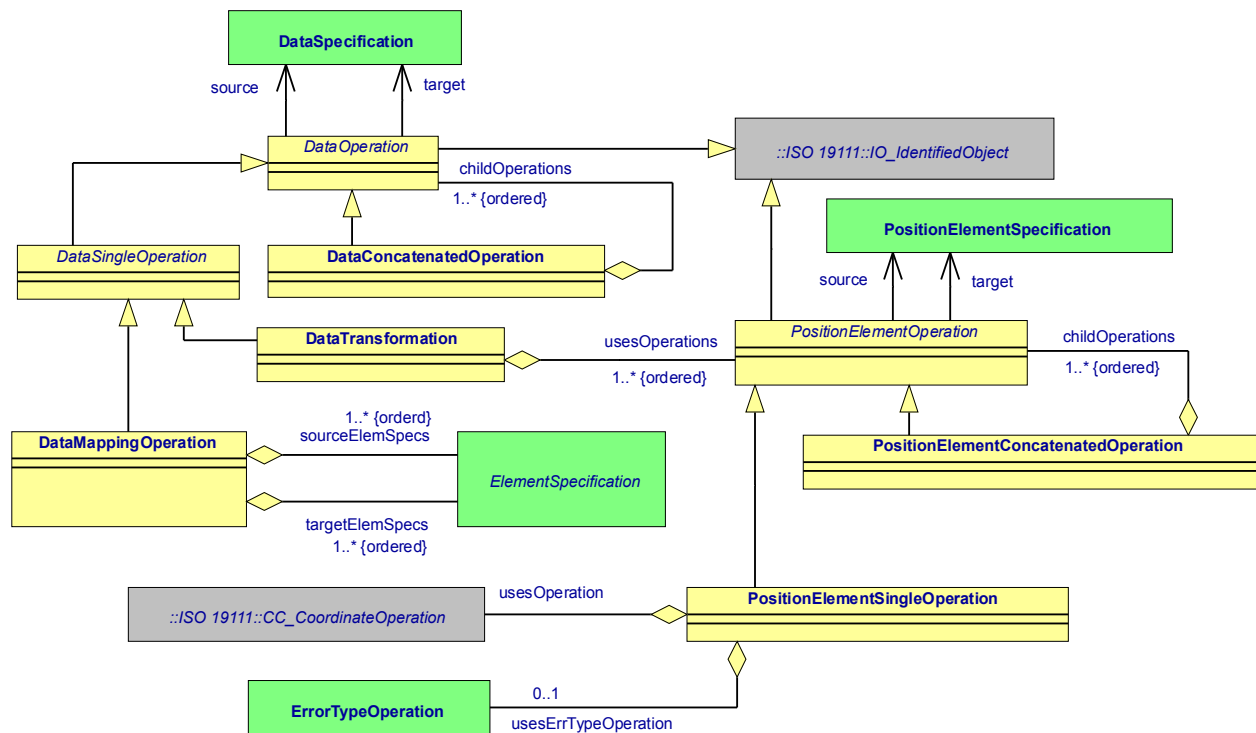 DataSpecification
source
target
DataOperation
::ISO 19111::IO_IdentifiedObject
childOperations
1..* {ordered}
PositionElementSpecification
DataSingleOperation
DataConcatenatedOperation
source
target
DataTransformation
usesOperations
1..* {ordered}
PositionElementOperation
childOperations
1..* {ordered}
1..* {orderd}
sourceElemSpecs
DataMappingOperation
PositionElementConcatenatedOperation
ElementSpecification
targetElemSpecs
1..* {ordered}
::ISO 19111::CC_CoordinateOperation
usesOperation
PositionElementSingleOperation
ErrorTypeOperation
0..1
usesErrTypeOperation